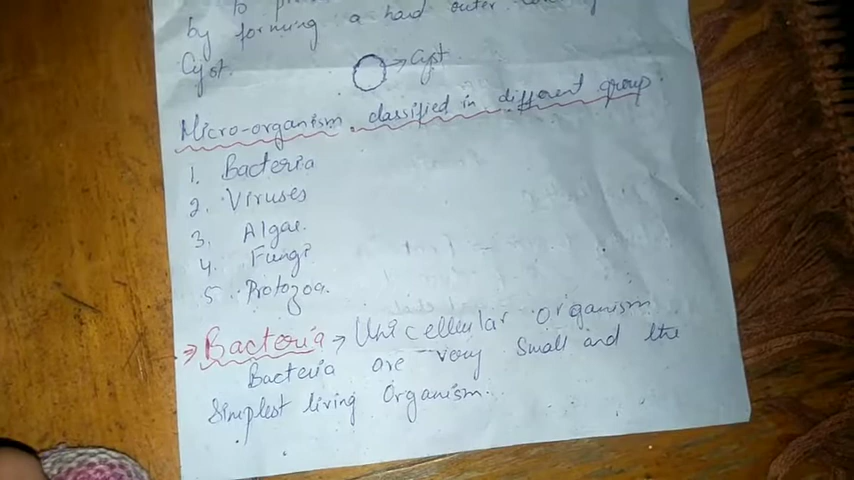 by forming a hard outer
Cyst. → Cyst
Micro-organism classified in different group
1. Bacteria
2. Viruses
3. Algae.
4. Fungi
5. Protozoa.
⇒ Bacteria → Unicellular organism
Bacteria are very small and the
Simplest living Organism.